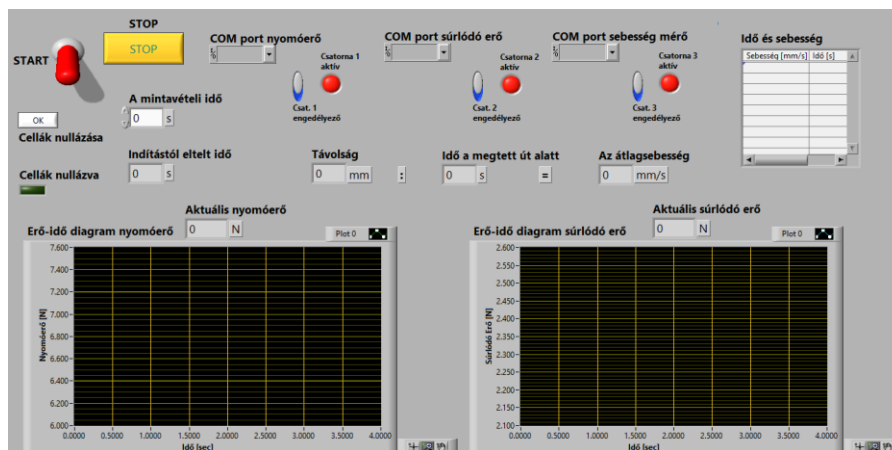 STOP
START
STOP
COM port nyomóerő
Csatorna 1
aktív
Csat. 1
engedélyező
COM port súrlódó erő
Csatorna 2
aktív
Csat. 2
engedélyező
COM port sebesség mérő
Csatorna 3
aktív
Csat. 3
engedélyező
Idő és sebesség
Sebesség [mm/s] Idő [s]
OK
Cellák nullázása
A mintavételi idő
0 s
Cellák nullázva
Indítástól eltelt idő
0 s
Távolság
0 mm :
Idő a megtett út alatt
0 s =
Az átlagsebesség
0 mm/s
Aktuális nyomóerő
0 N
Erő-idő diagram nyomóerő
Plot 0
7.600
7.400
7.200
7.000
6.800
6.600
6.400
6.200
6.000
Nyomóerő [N]
0.0000 0.5000 1.0000 1.5000 2.0000 2.5000 3.0000 3.5000 4.0000
Idő [sec]
Aktuális súrlódó erő
0 N
Erő-idő diagram súrlódó erő
Plot 0
2.600
2.550
2.500
2.450
2.400
2.350
2.300
2.250
2.200
2.150
2.100
Súrlódó Erő [N]
0.0000 0.5000 1.0000 1.5000 2.0000 2.5000 3.0000 3.5000 4.0000
Idő [sec]